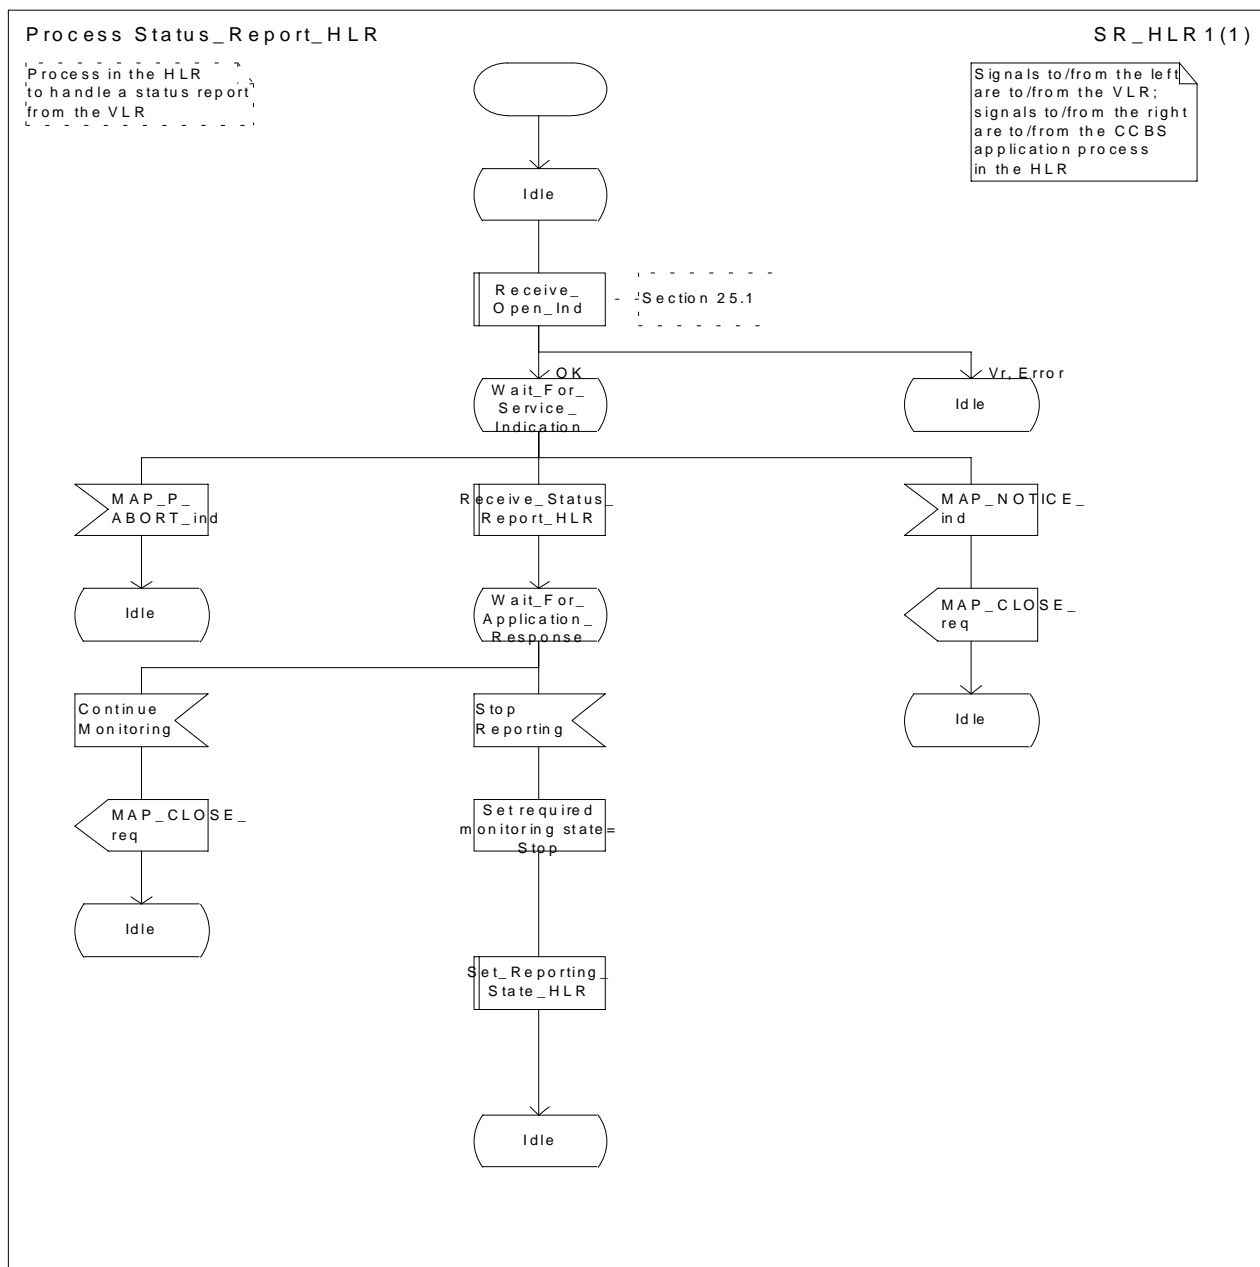 Process Status_Report_HLR
SR_HLR1(1)
Process in the HLR
to handle a status report
from the VLR
Signals to/from the left
are to/from the VLR;
signals to/from the right
are to/from the CCBS
application process
in the HLR
Idle
Receive_
Open_Ind
Section 25.1
OK
Vr, Error
Wait_For_
Service_
Indication
Idle
MAP_P_
ABORT_ind
Receive_Status_
Report_HLR
MAP_NOTICE_
ind
Idle
Wait_For_
Application_
Response
MAP_CLOSE_
req
Continue
Monitoring
Stop
Reporting
Idle
MAP_CLOSE_
req
Set required
monitoring state=
Stop
Idle
Set_Reporting_
State_HLR
Idle